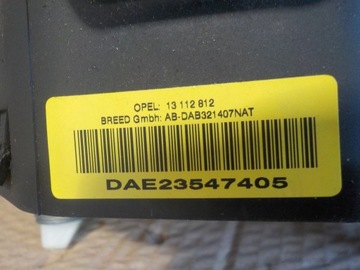 OPEL: 13 112 812
BREED Gmbh: AB-DAB321407NAT
DAE23547405